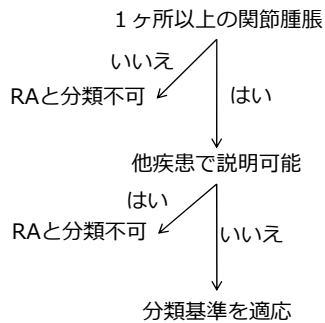 １ヶ所以上の関節腫脹
いいえ
RAと分類不可
はい
他疾患で説明可能
はい
RAと分類不可
いいえ
分類基準を適応